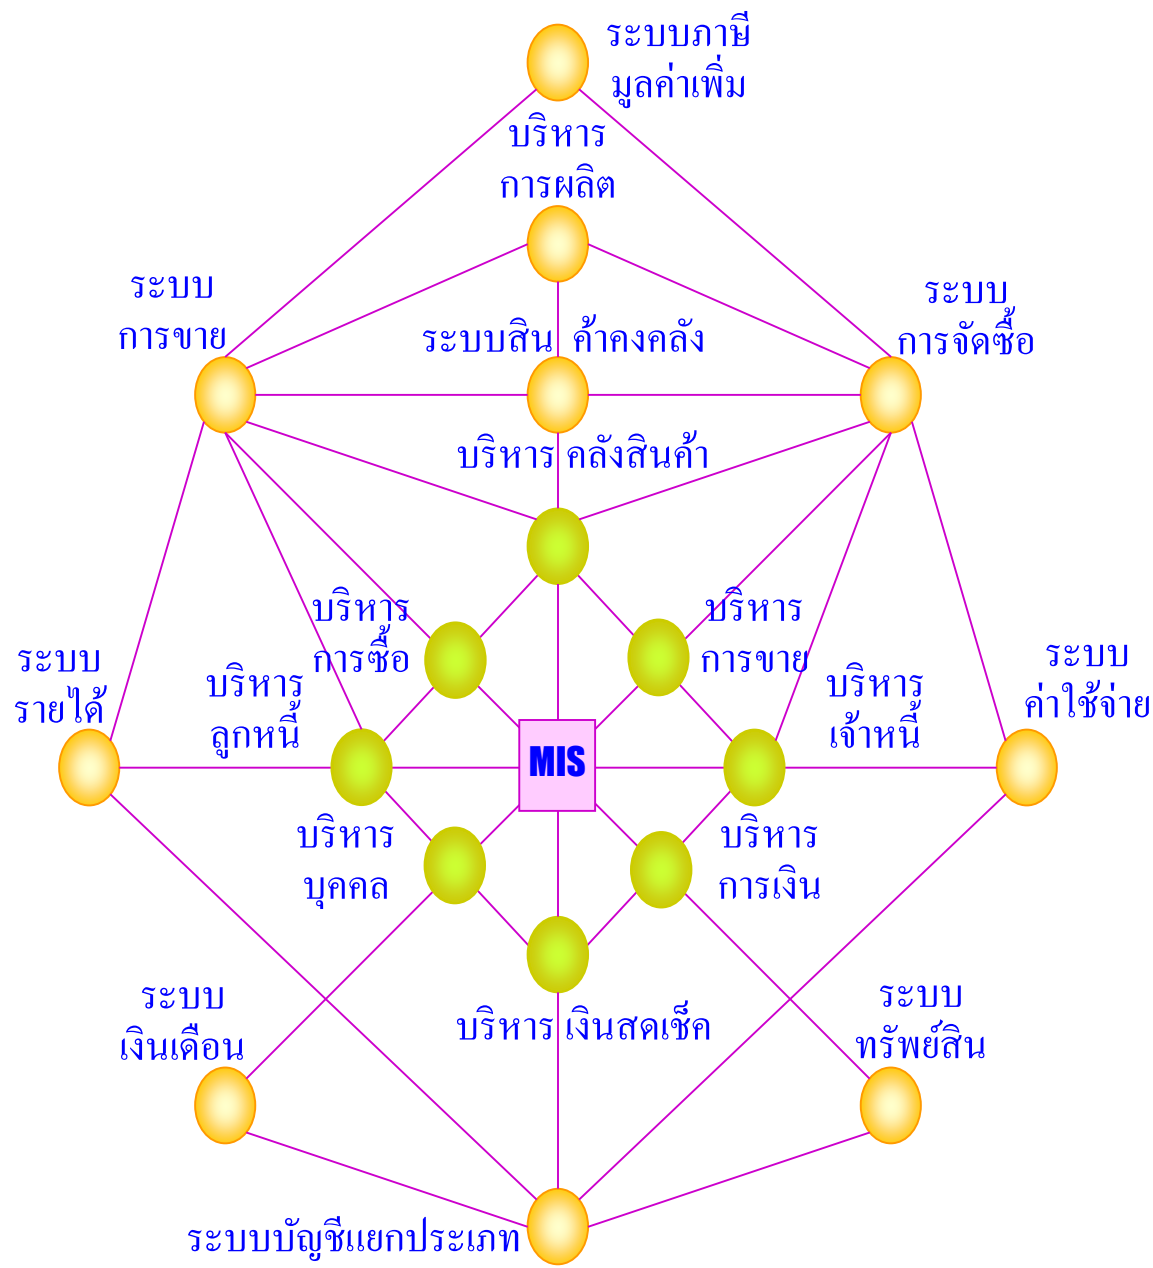 ระบบภาษี
มูลค่าเพิ่ม
บริหาร
การผลิต
ระบบ
การขาย
ระบบ
การจัดซื้อ
ระบบสิน ค้าคงคลัง
บริหาร คลังสินค้า
บริหาร
การซื้อ
บริหาร
การขาย
ระบบ
รายได้
บริหาร
ลูกหนี้
บริหาร
เจ้าหนี้
ระบบ
ค่าใช้จ่าย
MIS
บริหาร
บุคคล
บริหาร
การเงิน
ระบบ
เงินเดือน
บริหาร เงินสดเช็ค
ระบบ
ทรัพย์สิน
ระบบบัญชีแยกประเภท